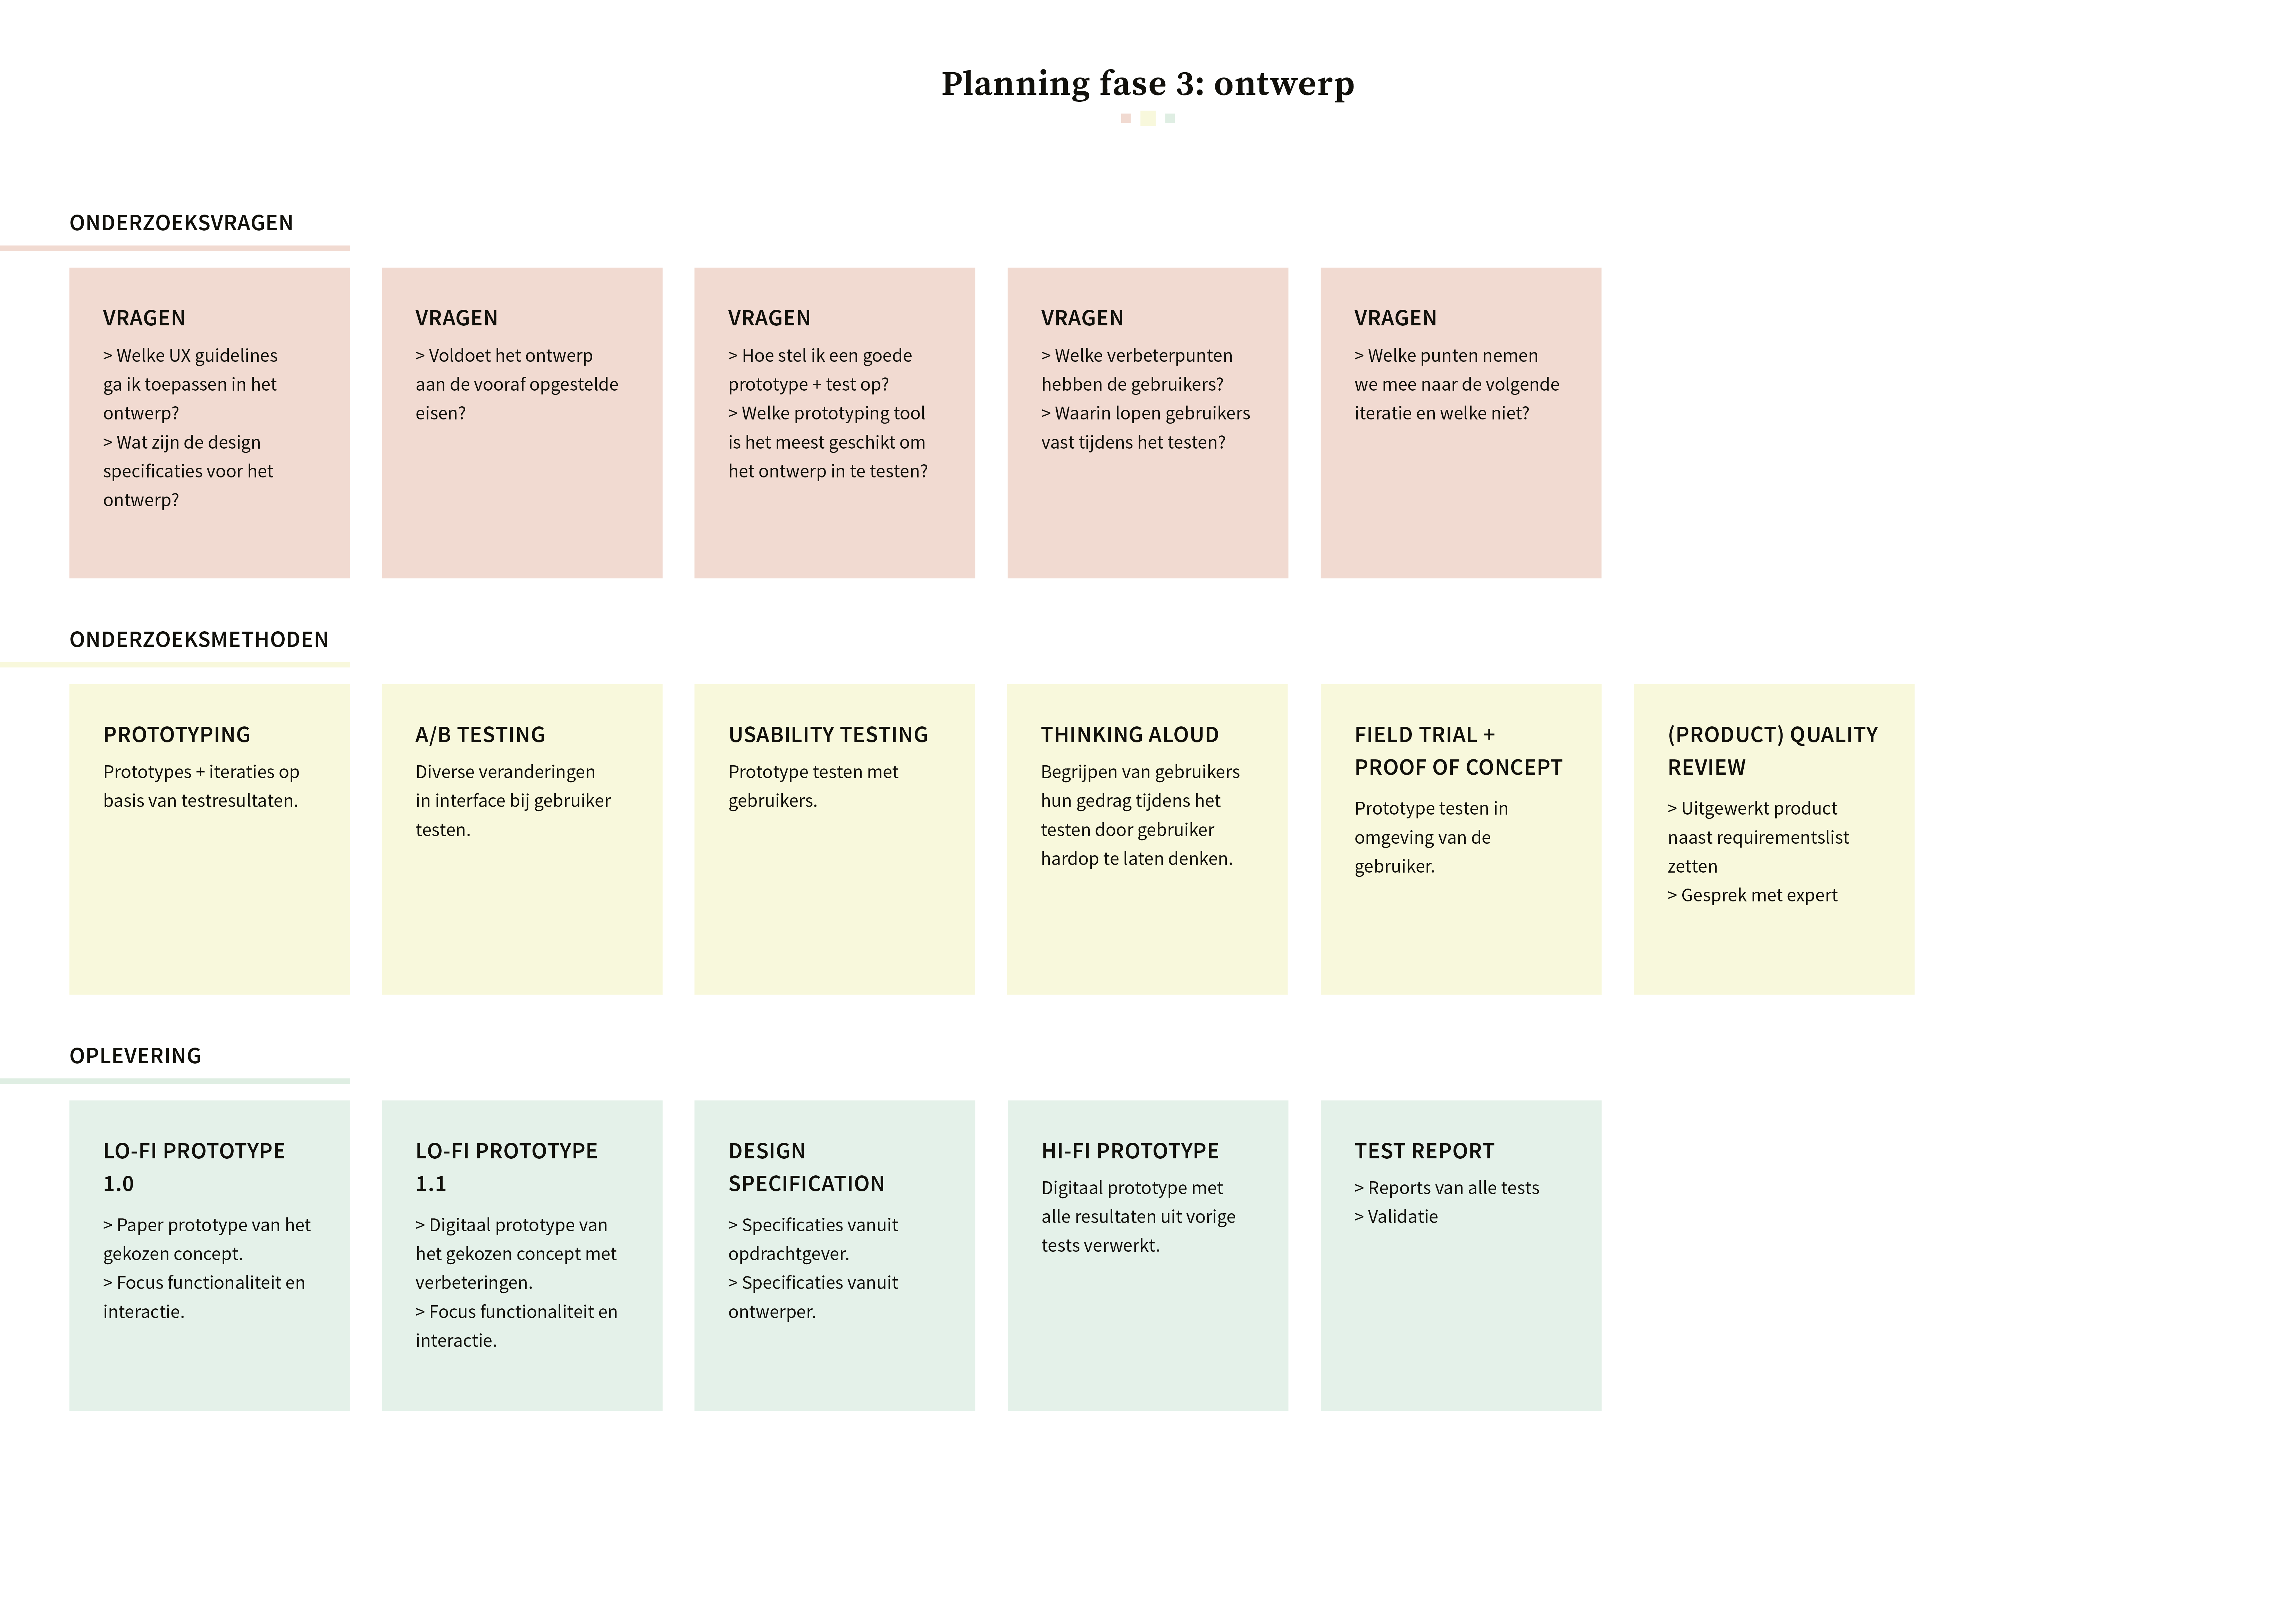 Planning fase 3: ontwerp
ONDERZOEKSVRAGEN
VRAGEN
> Welke UX guidelines
ga ik toepassen in het
ontwerp?
> Wat zijn de design
specificaties voor het
ontwerp?
VRAGEN
> Voldoet het ontwerp
aan de vooraf opgestelde
eisen?
VRAGEN
> Hoe stel ik een goede
prototype + test op?
> Welke prototyping tool
is het meest geschikt om
het ontwerp in te testen?
VRAGEN
> Welke verbeterpunten
hebben de gebruikers?
> Waarin lopen gebruikers
vast tijdens het testen?
VRAGEN
> Welke punten nemen
we mee naar de volgende
iteratie en welke niet?
ONDERZOEKSMETHODEN
PROTOTYPING
Prototypes + iteraties op
basis van testresultaten.
A/B TESTING
Diverse veranderingen
in interface bij gebruiker
testen.
USABILITY TESTING
Prototype testen met
gebruikers.
THINKING ALOUD
Begrijpen van gebruikers
hun gedrag tijdens het
testen door gebruiker
hardop te laten denken.
FIELD TRIAL +
PROOF OF CONCEPT
Prototype testen in
omgeving van de
gebruiker.
(PRODUCT) QUALITY
REVIEW
> Uitgewerkt product
naast requirementslist
zetten
> Gesprek met expert
OPLEVERING
LO-FI PROTOTYPE
1.0
> Paper prototype van het
gekozen concept.
> Focus functionaliteit en
interactie.
LO-FI PROTOTYPE
1.1
> Digitaal prototype van
het gekozen concept met
verbeteringen.
> Focus functionaliteit en
interactie.
DESIGN
SPECIFICATION
> Specificaties vanuit
opdrachtgever.
> Specificaties vanuit
ontwerper.
HI-FI PROTOTYPE
Digitaal prototype met
alle resultaten uit vorige
tests verwerkt.
TEST REPORT
> Reports van alle tests
> Validatie